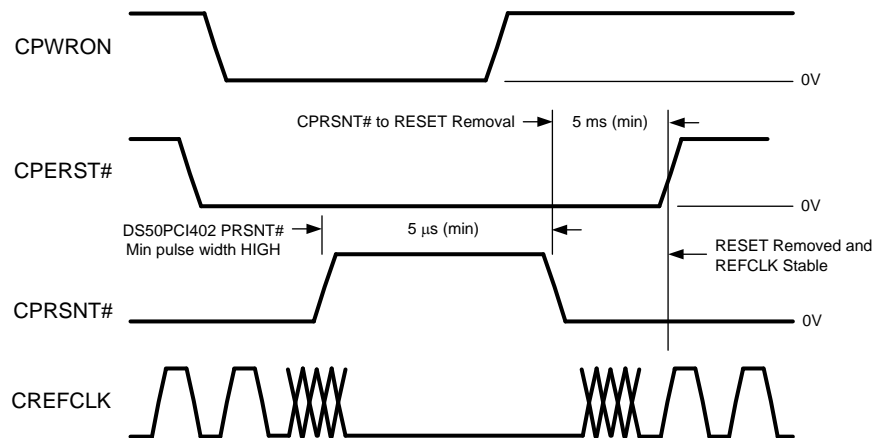 CPWRON
0V
CPRSNT# to RESET Removal
5 ms (min)
CPERST#
0V
DS50PCI402 PRSNT#
Min pulse width HIGH
5 μs (min)
RESET Removed and
REFCLK Stable
CPRSNT#
0V
CREFCLK